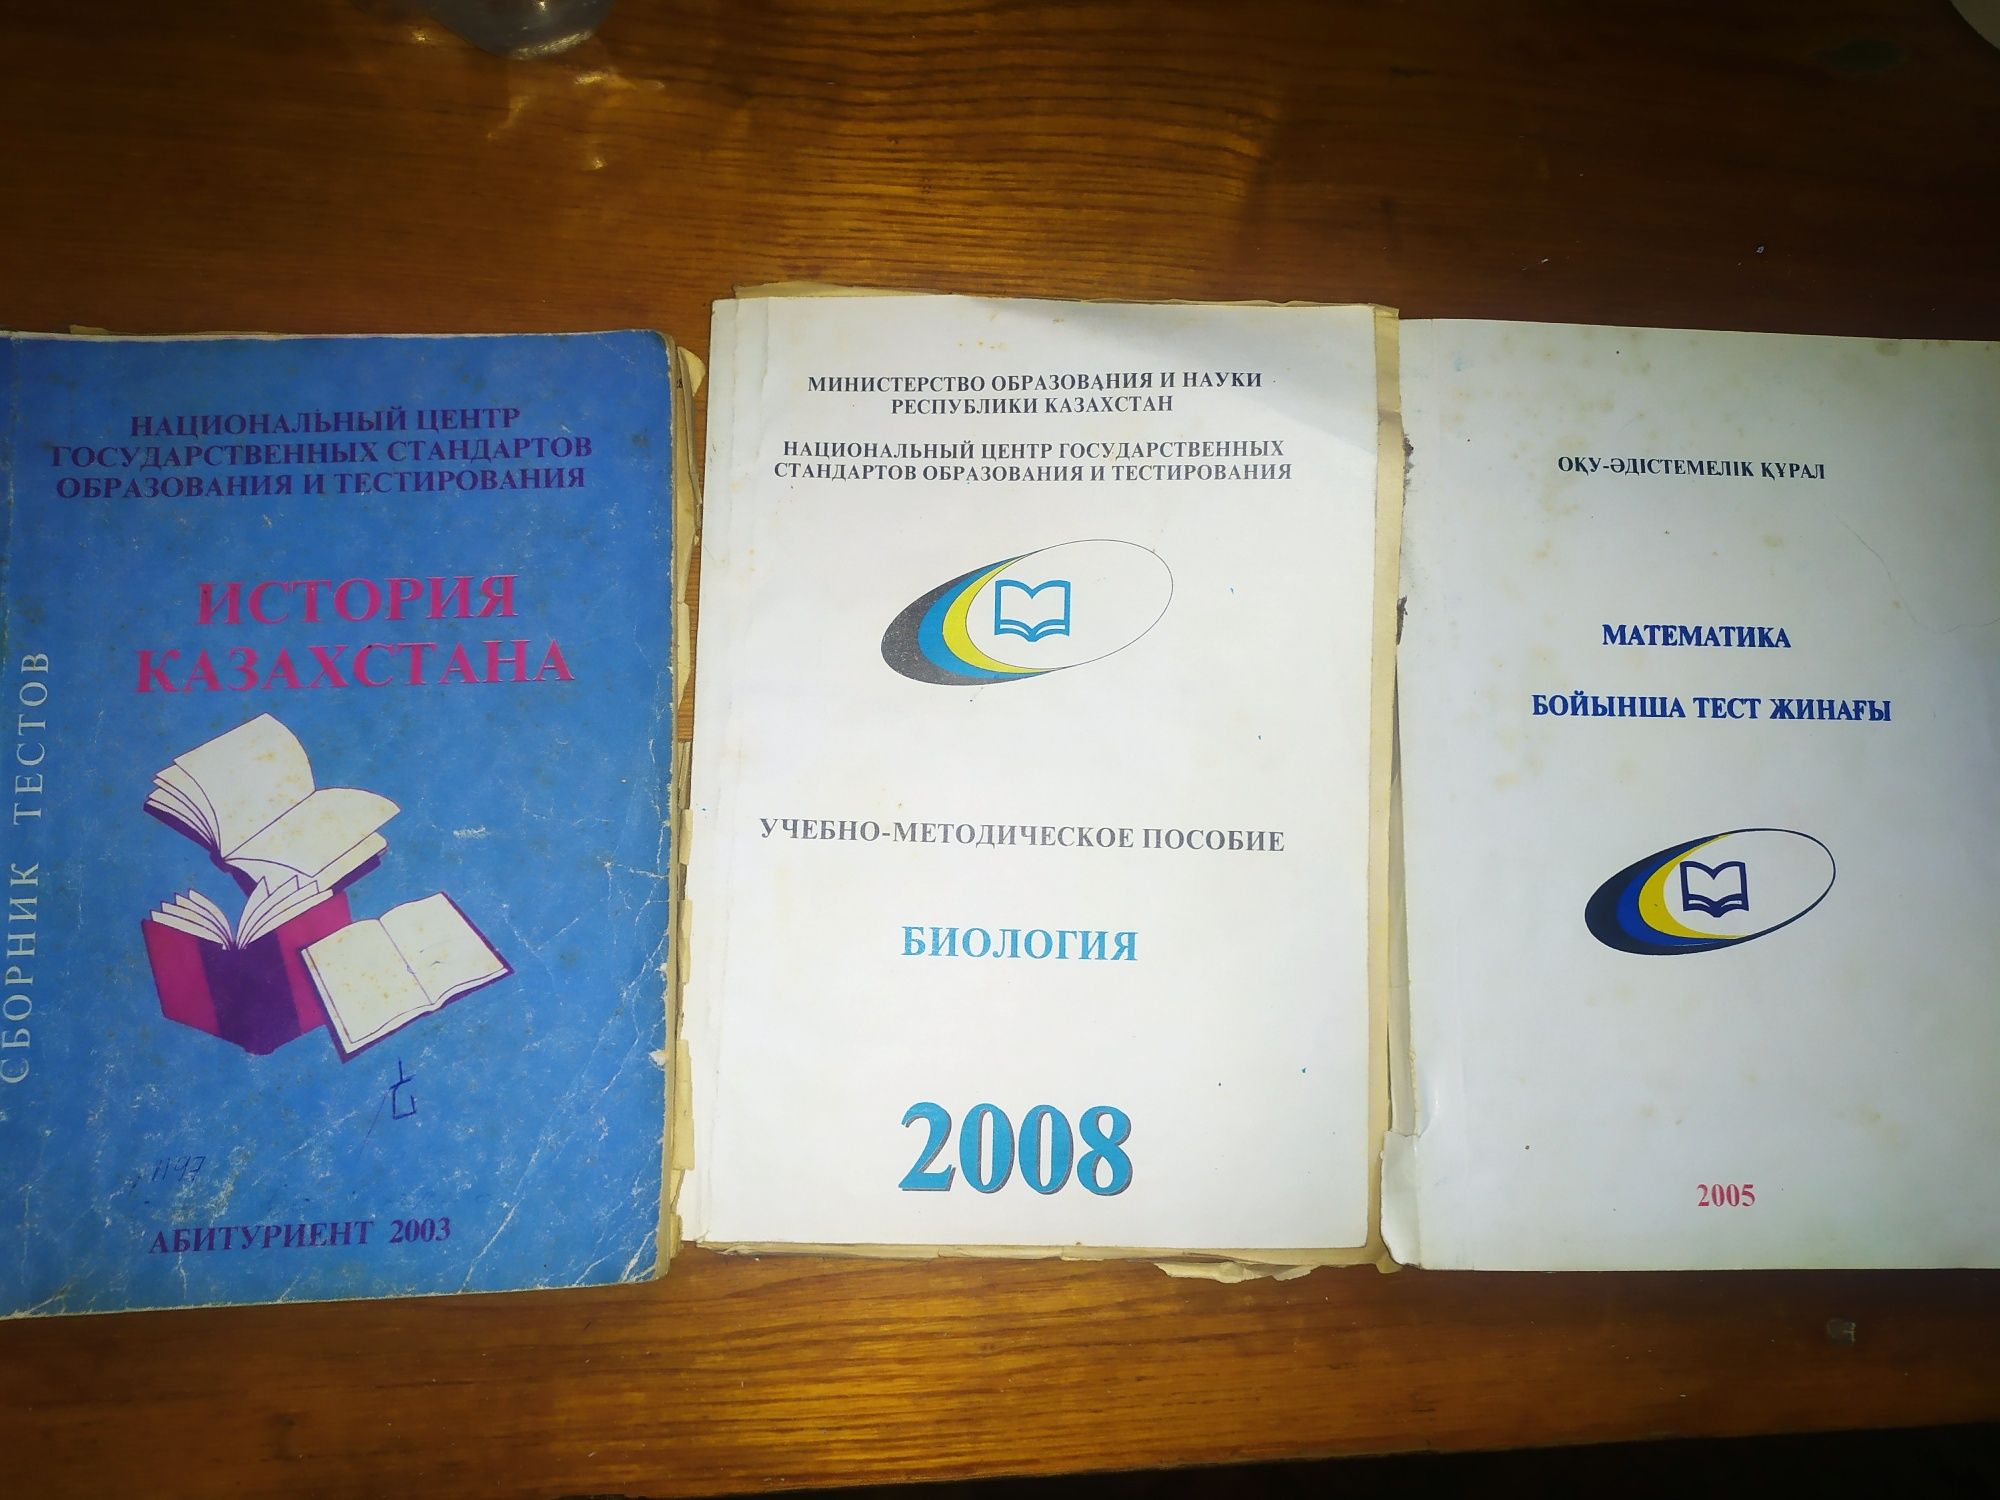 НАЦИОНАЛЬНЫЙ ЦЕНТР
ГОСУДАРСТВЕННЫХ СТАНДАРТОВ
ОБРАЗОВАНИЯ И ТЕСТИРОВАНИЯ
ИСТОРИЯ
КАЗАХСТАНА
СБОРНИК ТЕСТОВ
1197
АБИТУРИЕНТ 2003
МИНИСТЕРСТВО ОБРАЗОВАНИЯ И НАУКИ
РЕСПУБЛИКИ КАЗАХСТАН
НАЦИОНАЛЬНЫЙ ЦЕНТР ГОСУДАРСТВЕННЫХ
СТАНДАРТОВ ОБРАЗОВАНИЯ И ТЕСТИРОВАНИЯ
УЧЕБНО-МЕТОДИЧЕСКОЕ ПОСОБИЕ
БИОЛОГИЯ
2008
ОҚУ-ӘДІСТЕМЕЛІК ҚҰРАЛ
МАТЕМАТИКА
БОЙЫНША ТЕСТ ЖИНАҒЫ
2005